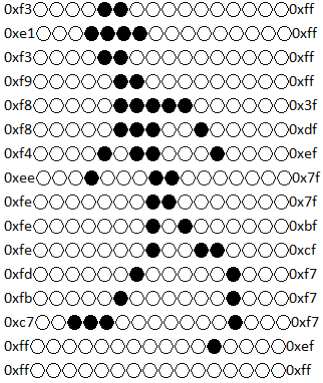 0xf3 0xff
0xe1 0xff
0xf3 0xff
0xf9 0xff
0xf8 0x3f
0xf8 0xdf
0xf4 0xef
0xee 0x7f
0xfe 0x7f
0xfe 0xbf
0xfe 0xcf
0xfd 0xf7
0xfb 0xf7
0xc7 0xf7
0xff 0xef
0xff 0xff